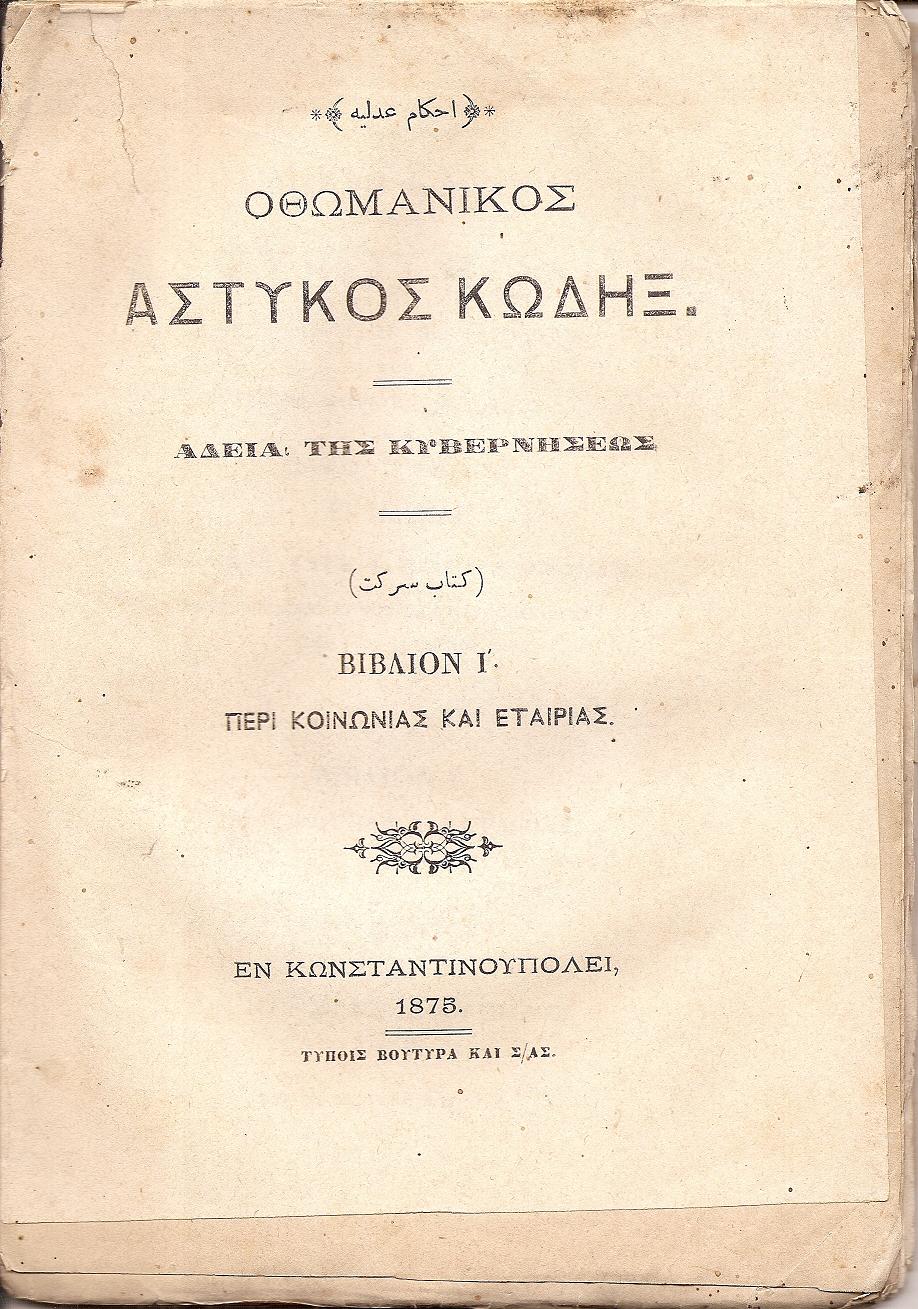 احكام عدليه
ΟΘΩΜΑΝΙΚΟΣ
ΑΣΤΥΚΟΣ ΚΩΔΗΞ.
ΑΔΕΙΑͺ ΤΗΣ ΚΥΒΕΡΝΗΣΕΩΣ
(كتاب سركت)
ΒΙΒΛΙΟΝ Ι΄.
ΠΕΡΙ ΚΟΙΝΩΝΙΑΣ ΚΑΙ ΕΤΑΙΡΙΑΣ.
ΕΝ ΚΩΝΣΤΑΝΤΙΝΟΥΠΟΛΕΙ,
1875.
ΤΥΠΟΙΣ ΒΟΥΤΥΡΑ ΚΑΙ Σ/ΑΣ.